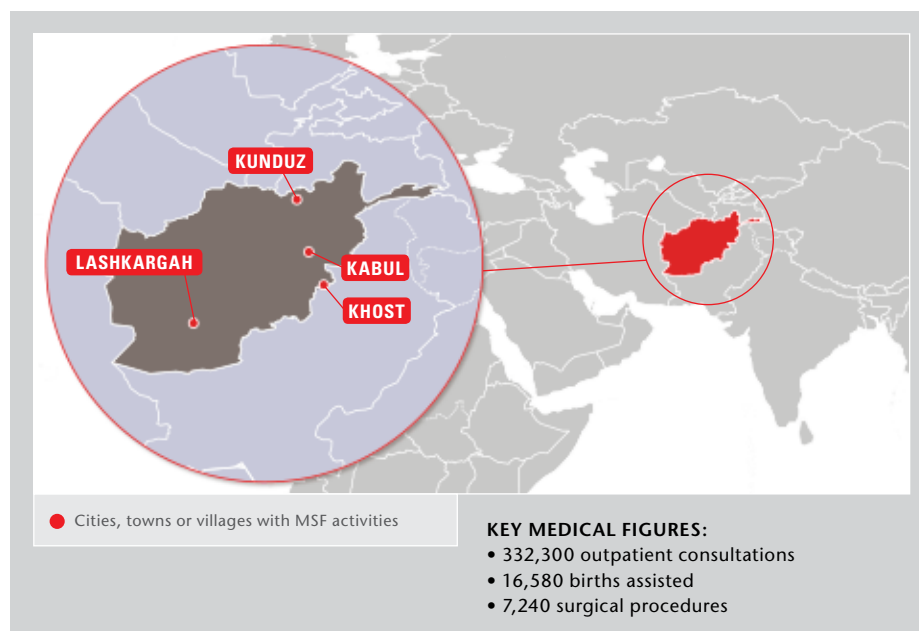 KUNDUZ
LASHKARGAH
KABUL
KHOST
Cities, towns or villages with MSF activities
KEY MEDICAL FIGURES:
• 332,300 outpatient consultations
• 16,580 births assisted
• 7,240 surgical procedures